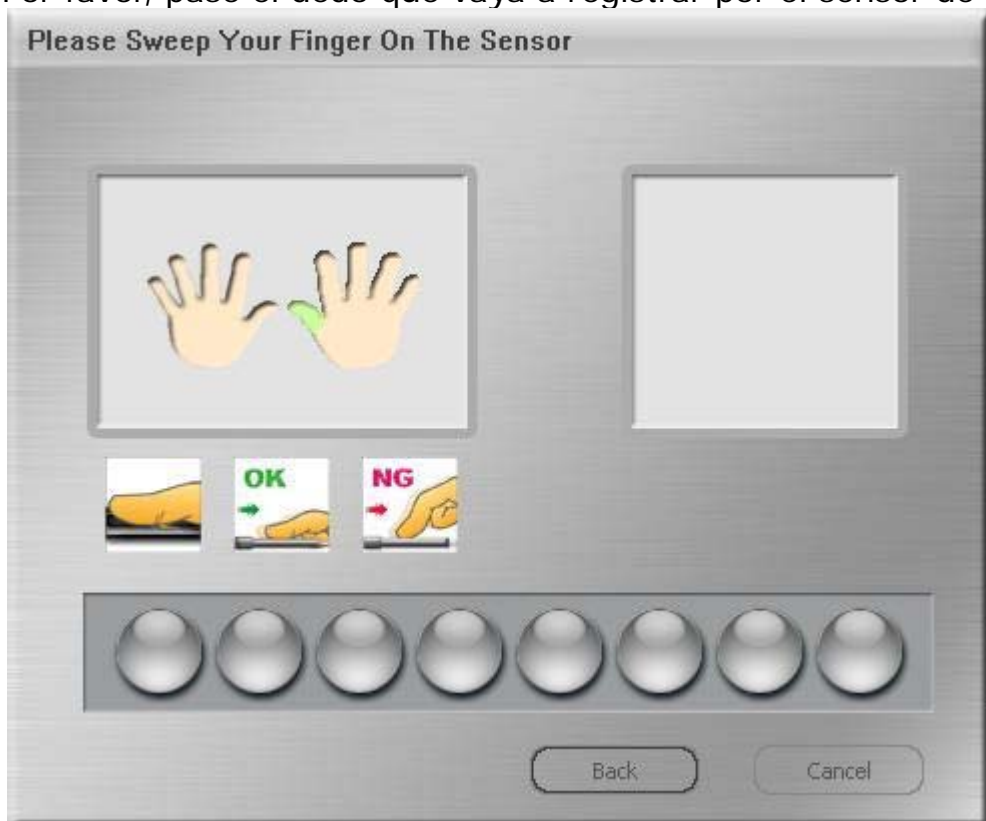 favor, pase el dedo que vaya a registrar por el sensor de
Please Sweep Your Finger On The Sensor
OK
NG
Back
Cancel